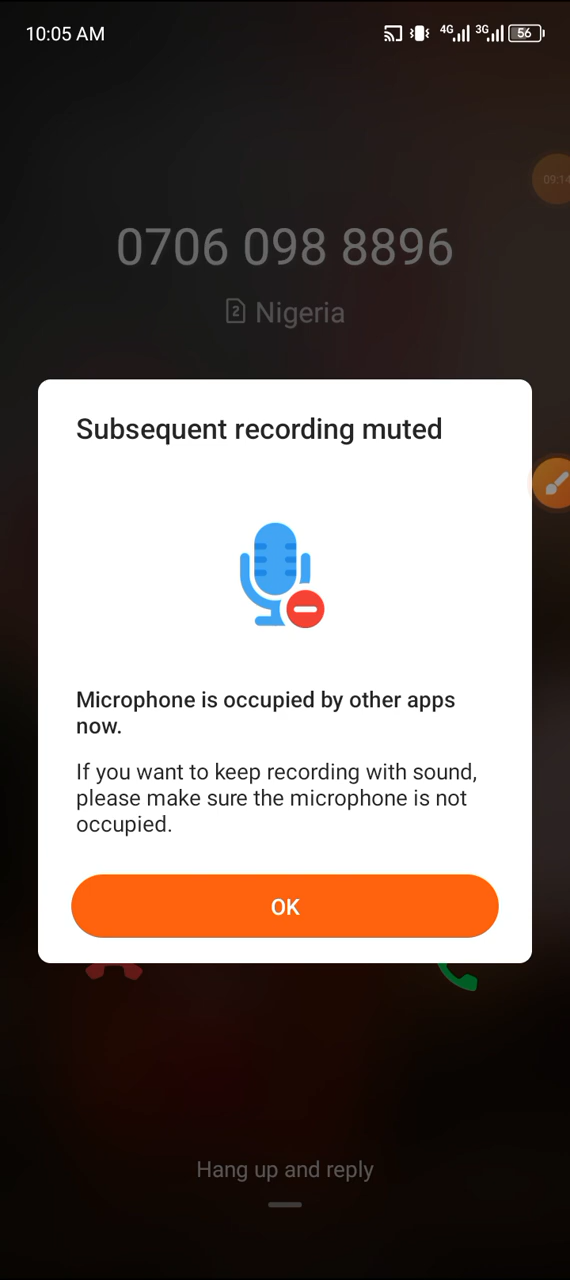 10:05 AM
4G 3G 56
09:14
0706 098 8896
2 Nigeria
Subsequent recording muted
Microphone is occupied by other apps
now.
If you want to keep recording with sound,
please make sure the microphone is not
occupied.
OK
Hang up and reply